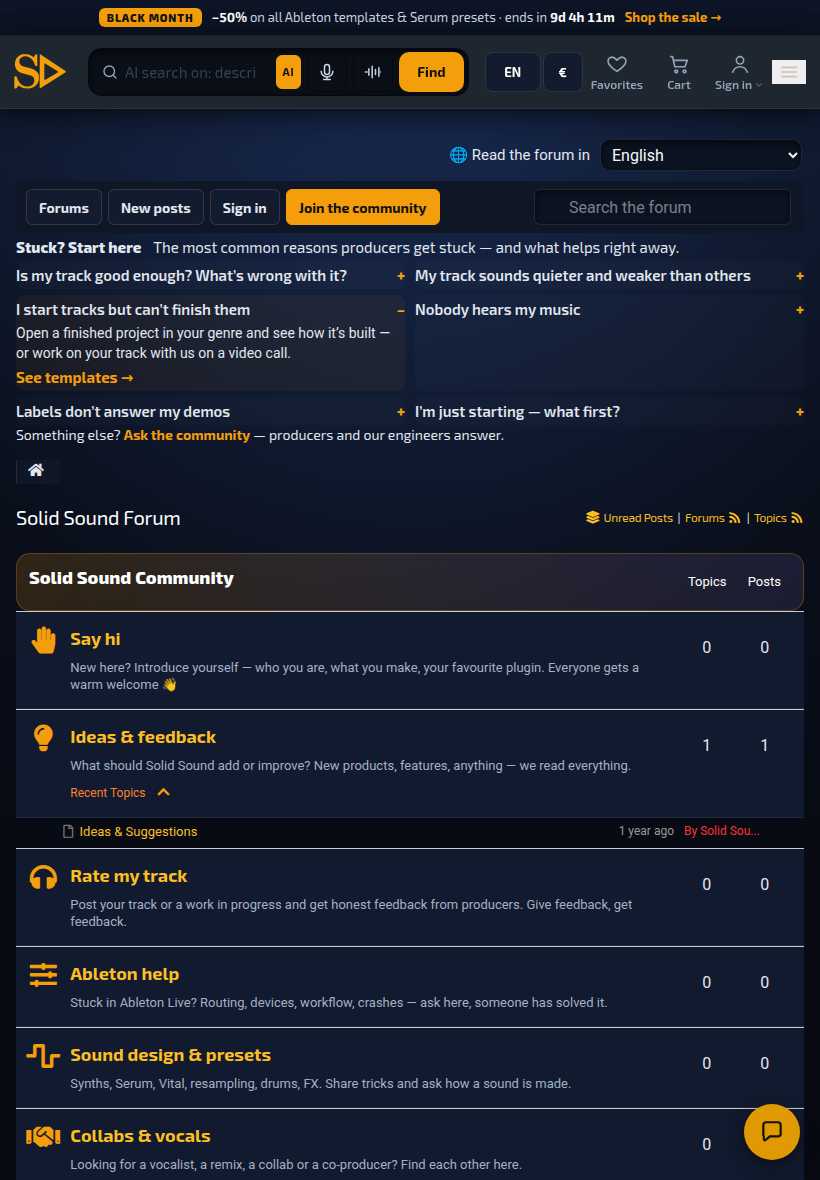 BLACK MONTH −50% on all Ableton templates & Serum presets · ends in 9d 4h 11m Shop the sale →
SD AI search on: descri AI Find EN € Favorites Cart Sign in
🌐 Read the forum in English
Forums New posts Sign in Join the community Search the forum
Stuck? Start here The most common reasons producers get stuck — and what helps right away.
Is my track good enough? What's wrong with it? + My track sounds quieter and weaker than others +
I start tracks but can't finish them − Nobody hears my music +
Open a finished project in your genre and see how it's built —
or work on your track with us on a video call.
See templates →
Labels don't answer my demos + I'm just starting — what first? +
Something else? Ask the community — producers and our engineers answer.
Solid Sound Forum Unread Posts | Forums | Topics
Solid Sound Community Topics Posts
Say hi 0 0
New here? Introduce yourself — who you are, what you make, your favourite plugin. Everyone gets a
warm welcome 👋
Ideas & feedback 1 1
What should Solid Sound add or improve? New products, features, anything — we read everything.
Recent Topics
Ideas & Suggestions 1 year ago By Solid Sou...
Rate my track 0 0
Post your track or a work in progress and get honest feedback from producers. Give feedback, get
feedback.
Ableton help 0 0
Stuck in Ableton Live? Routing, devices, workflow, crashes — ask here, someone has solved it.
Sound design & presets 0 0
Synths, Serum, Vital, resampling, drums, FX. Share tricks and ask how a sound is made.
Collabs & vocals 0
Looking for a vocalist, a remix, a collab or a co-producer? Find each other here.